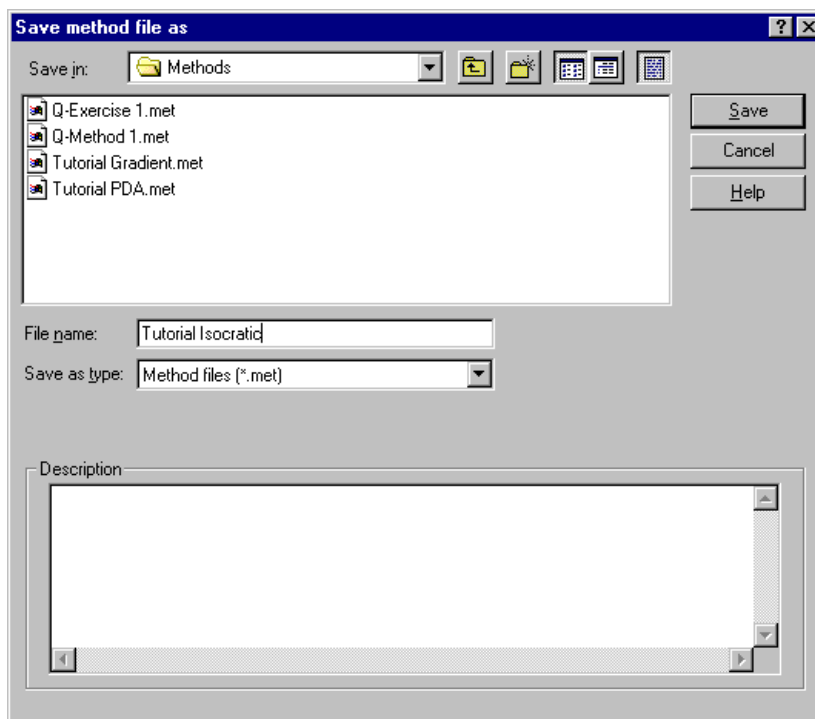 Save method file as
Save in: Methods
Q-Exercise 1.met
Q-Method 1.met
Tutorial Gradient.met
Tutorial PDA.met
Save
Cancel
Help
File name: Tutorial Isocratic
Save as type: Method files (*.met)
Description